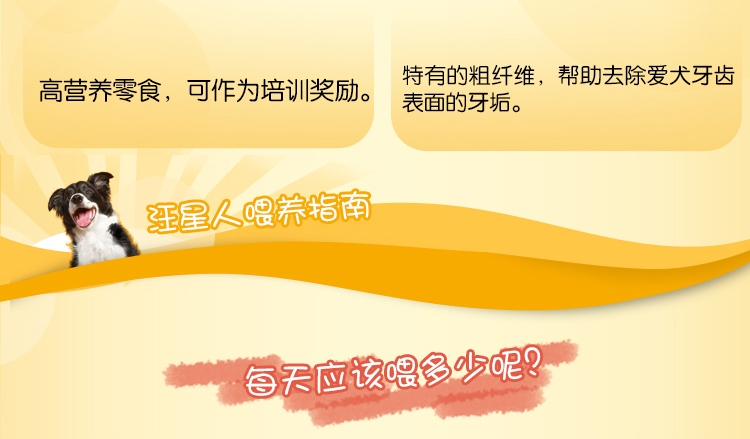 高营养零食，可作为培训奖励。
特有的粗纤维，帮助去除爱犬牙齿
表面的牙垢。
汪星人喂养指南
每天应该喂多少呢？